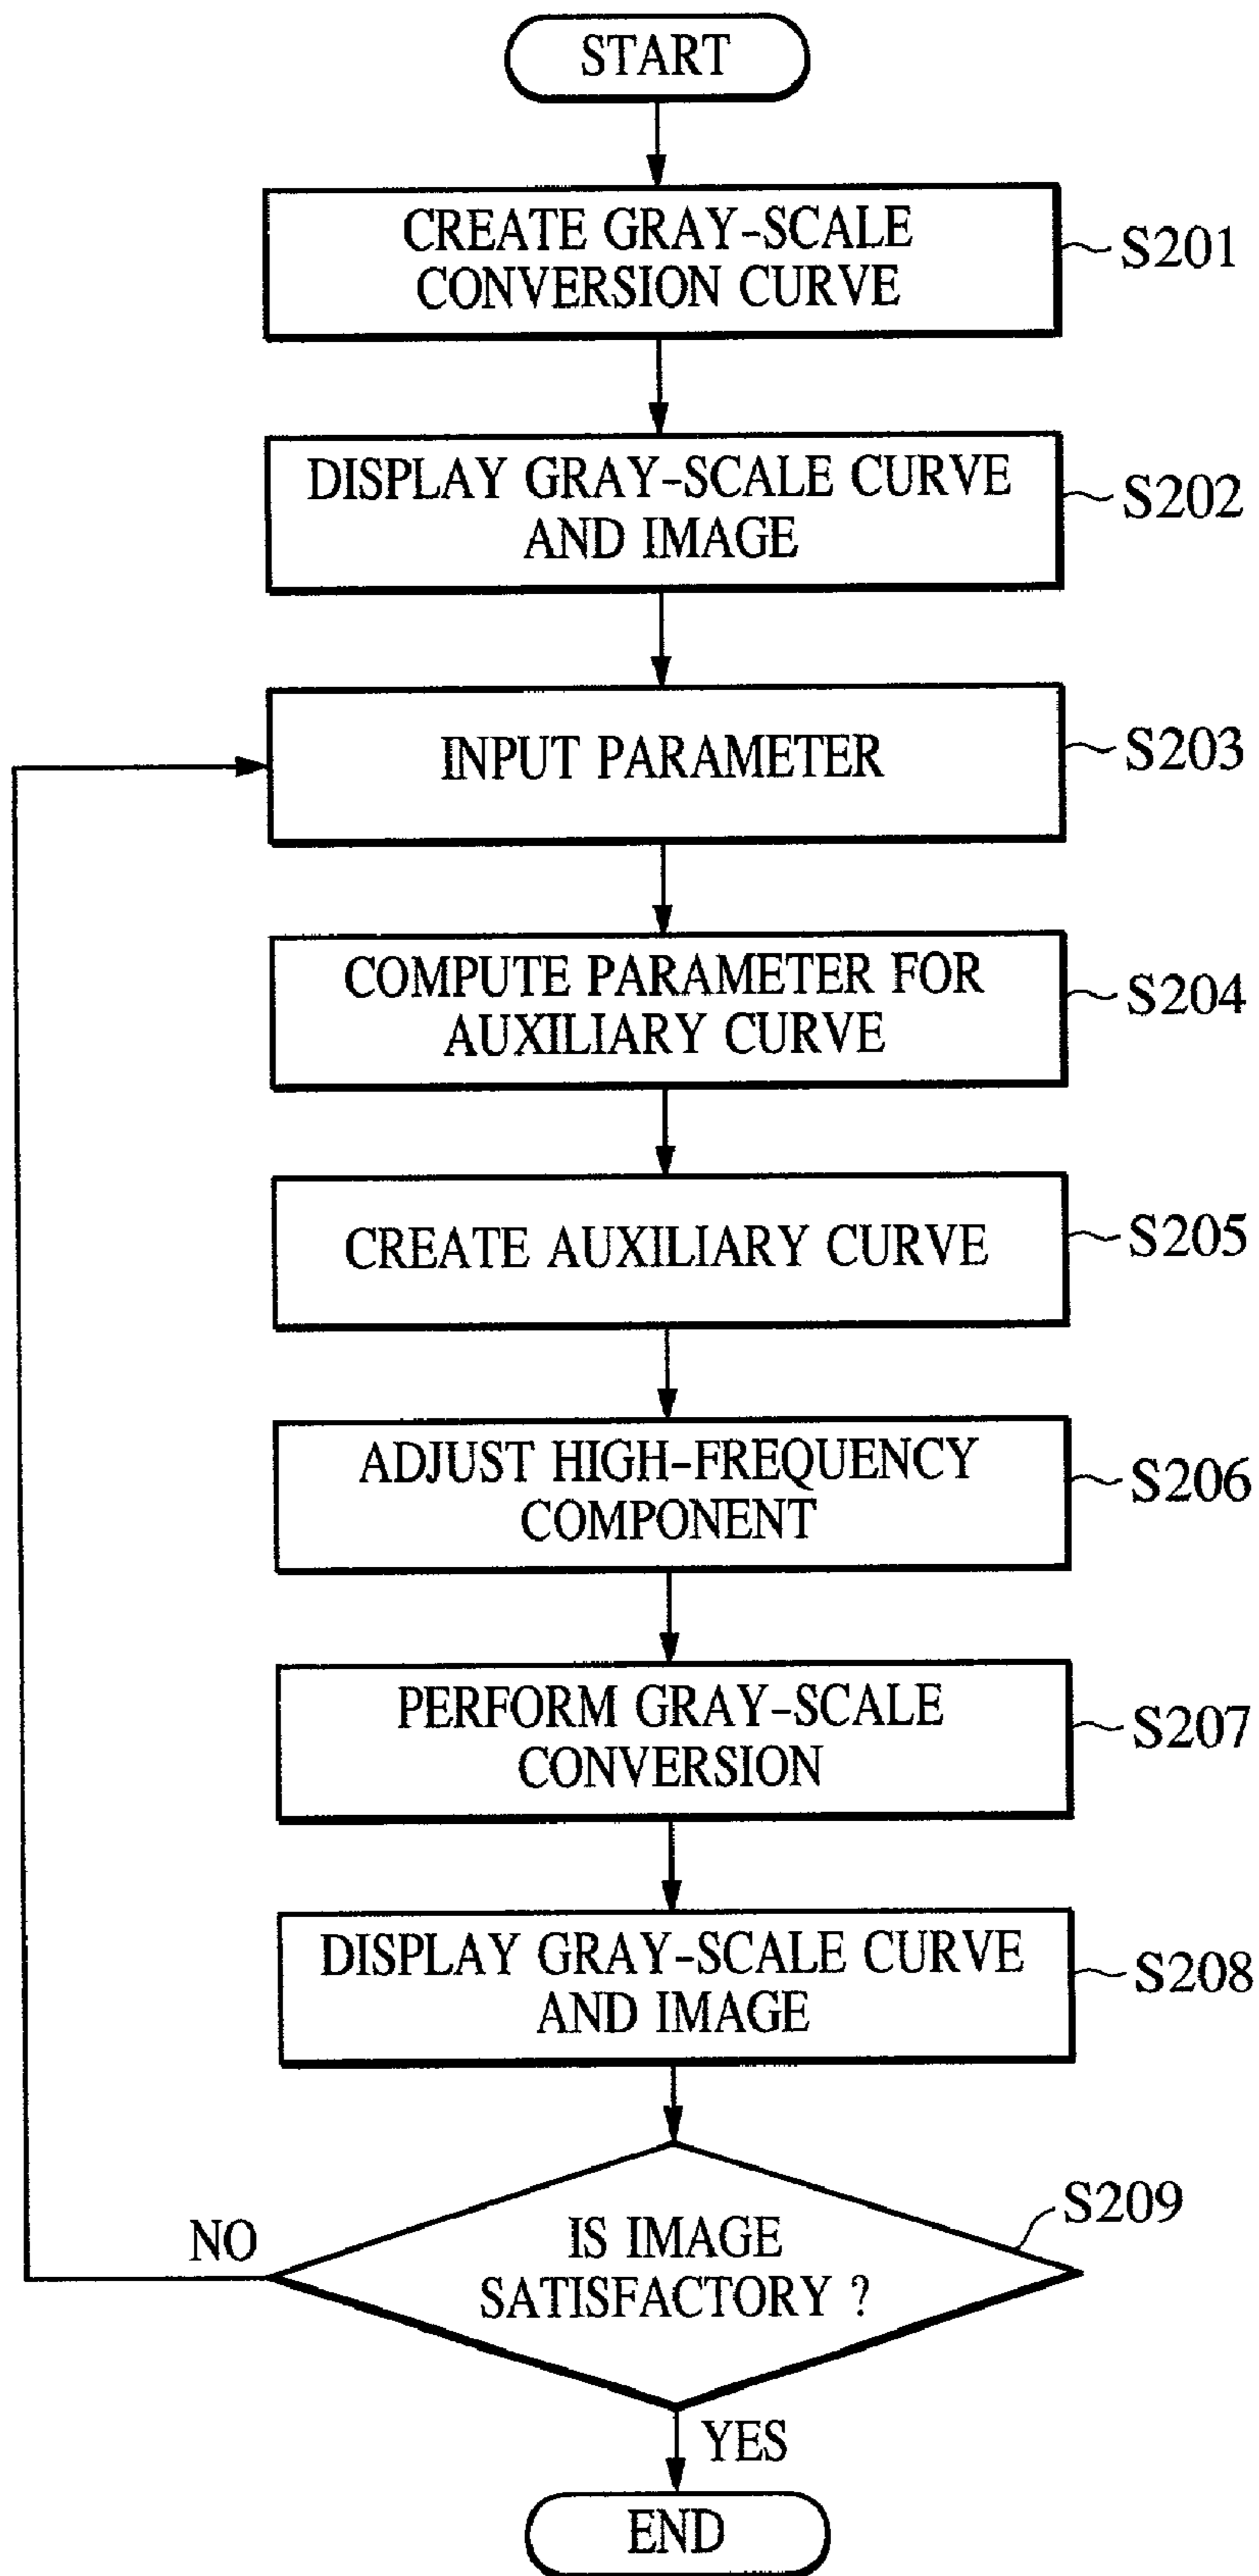 START
CREATE GRAY-SCALE
CONVERSION CURVE
S201
DISPLAY GRAY-SCALE CURVE
AND IMAGE
S202
INPUT PARAMETER
S203
COMPUTE PARAMETER FOR
AUXILIARY CURVE
S204
CREATE AUXILIARY CURVE
S205
ADJUST HIGH-FREQUENCY
COMPONENT
S206
PERFORM GRAY-SCALE
CONVERSION
S207
DISPLAY GRAY-SCALE CURVE
AND IMAGE
S208
IS IMAGE
SATISFACTORY ?
S209
NO
YES
END